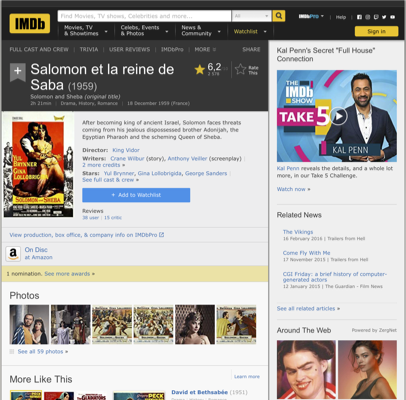 IMDb
Find Movies, TV shows, Celebrities and more...
All
IMDbPro
Help
Movies, TV
& Showtimes
Celebs, Events
& Photos
News &
Community
Watchlist
Sign in
FULL CAST AND CREW | TRIVIA | USER REVIEWS | IMDbPro | MORE
SHARE
Salomon et la reine de
Saba (1959)
Solomon and Sheba (original title)
2h 21min | Drama, History, Romance | 18 December 1959 (France)
6,2
Rate
This
YUL
BRYNNER
GINA
LOLLOBRIGIDA
SOLOMON AND SHEBA
After becoming king of ancient Israel, Solomon faces threats
coming from his jealous dispossessed brother Adonijah, the
Egyptian Pharaoh and the scheming Queen of Sheba.
Director: King Vidor
Writers: Crane Wilbur (story), Anthony Veiller (screenplay) |
2 more credits »
Stars: Yul Brynner, Gina Lollobrigida, George Sanders |
See full cast & crew »
+ Add to Watchlist
Reviews
38 user | 15 critic
View production, box office, & company info on IMDbPro
a
On Disc
at Amazon
1 nomination. See more awards »
Photos
See all 59 photos »
More Like This
Learn more
David et Bethsabée (1951)
Kal Penn's Secret "Full House"
Connection
THE IMDb
SHOW
TAKE 5
KAL PENN
Kal Penn reveals the details, and a whole lot
more, in our Take 5 Challenge.
Watch now »
Related News
The Vikings
16 February 2016 | Trailers from Hell
Come Fly With Me
17 November 2015 | Trailers from Hell
CGI Friday: a brief history of computer-
generated actors
12 January 2015 | The Guardian - Film News
See all related articles »
Around The Web
Powered by ZergNet